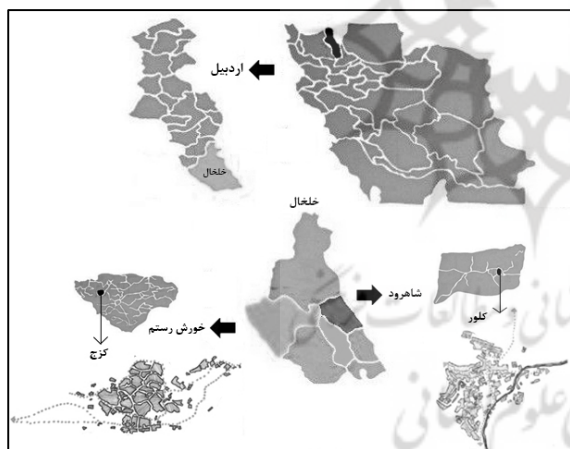 اردبیل
خلخال
خلخال
شاهرود
کلور
خورش رستم
کزج